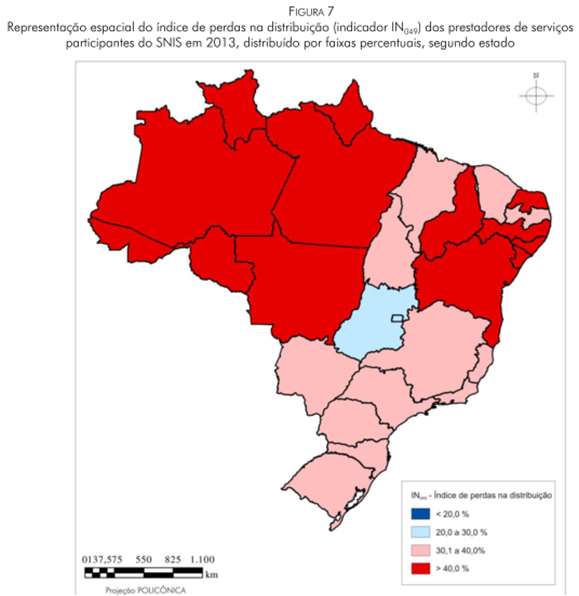 FIGURA 7
Representação espacial do índice de perdas na distribuição (indicador IN049) dos prestadores de serviços
participantes do SNIS em 2013, distribuído por faixas percentuais, segundo estado
N
IN049 - Índice de perdas na distribuição
< 20,0 %
20,0 a 30,0 %
30,1 a 40,0%
> 40,0 %
0137,575 550 825 1.100
km
Projeção POLICÔNICA